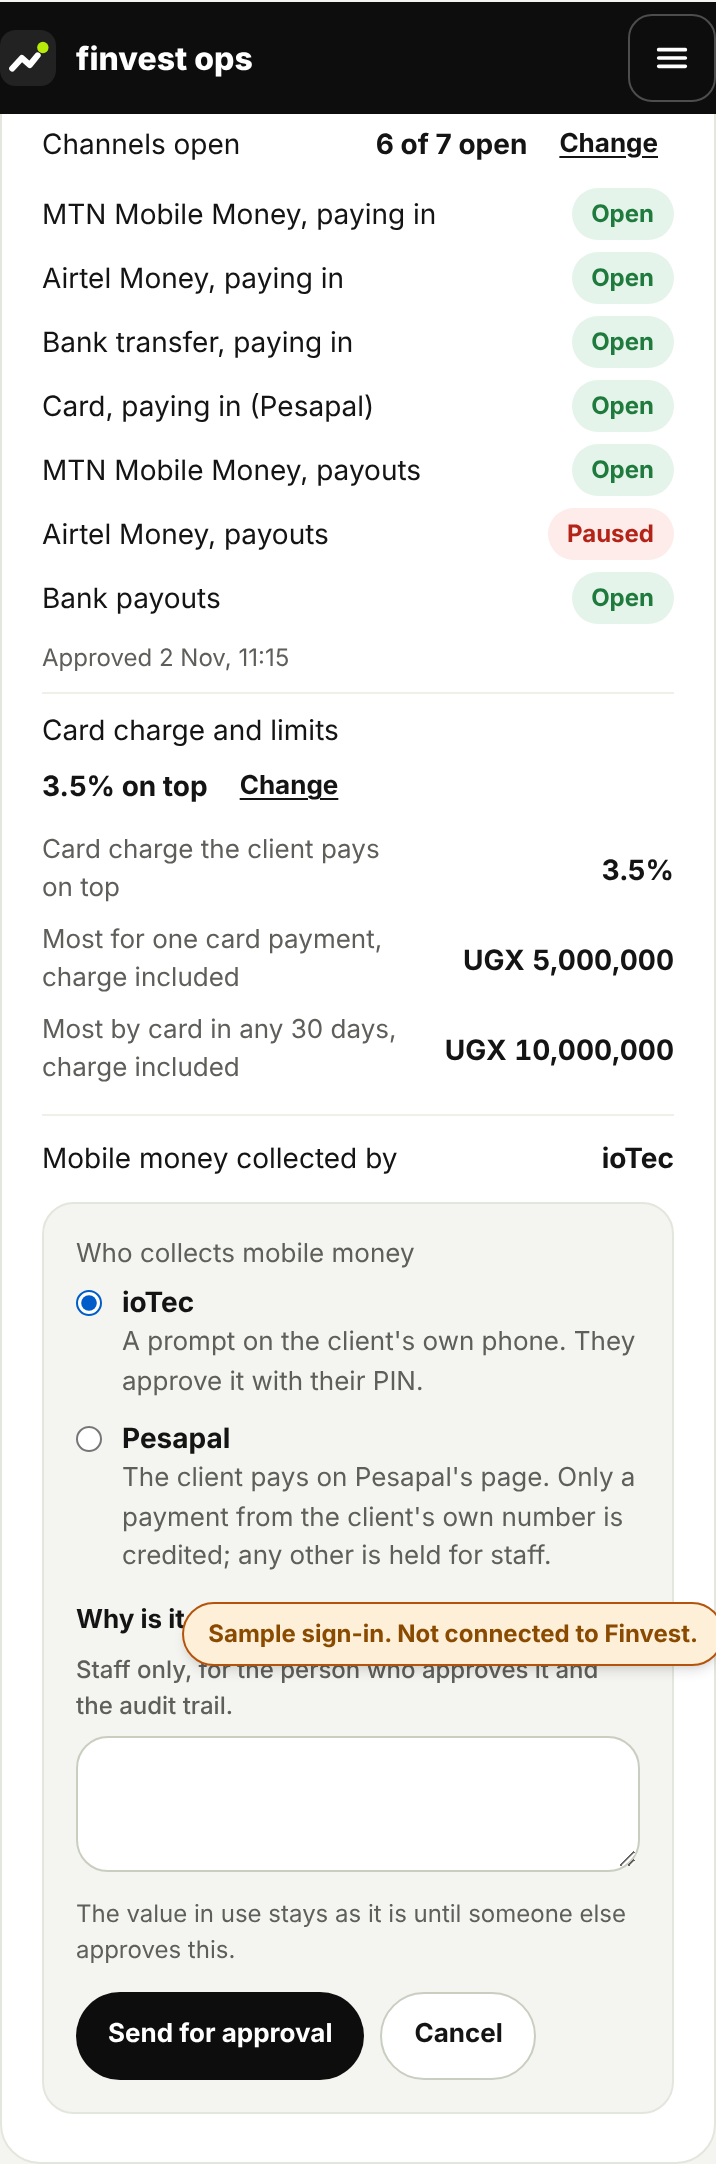 finvest ops
Channels open 6 of 7 open Change
MTN Mobile Money, paying in Open
Airtel Money, paying in Open
Bank transfer, paying in Open
Card, paying in (Pesapal) Open
MTN Mobile Money, payouts Open
Airtel Money, payouts Paused
Bank payouts Open
Approved 2 Nov, 11:15
Card charge and limits
3.5% on top Change
Card charge the client pays
on top
3.5%
Most for one card payment,
charge included
UGX 5,000,000
Most by card in any 30 days,
charge included
UGX 10,000,000
Mobile money collected by ioTec
Who collects mobile money
ioTec
A prompt on the client's own phone. They
approve it with their PIN.
Pesapal
The client pays on Pesapal's page. Only a
payment from the client's own number is
credited; any other is held for staff.
Why is it
Sample sign-in. Not connected to Finvest.
Staff only, for the person who approves it and
the audit trail.
The value in use stays as it is until someone else
approves this.
Send for approval Cancel